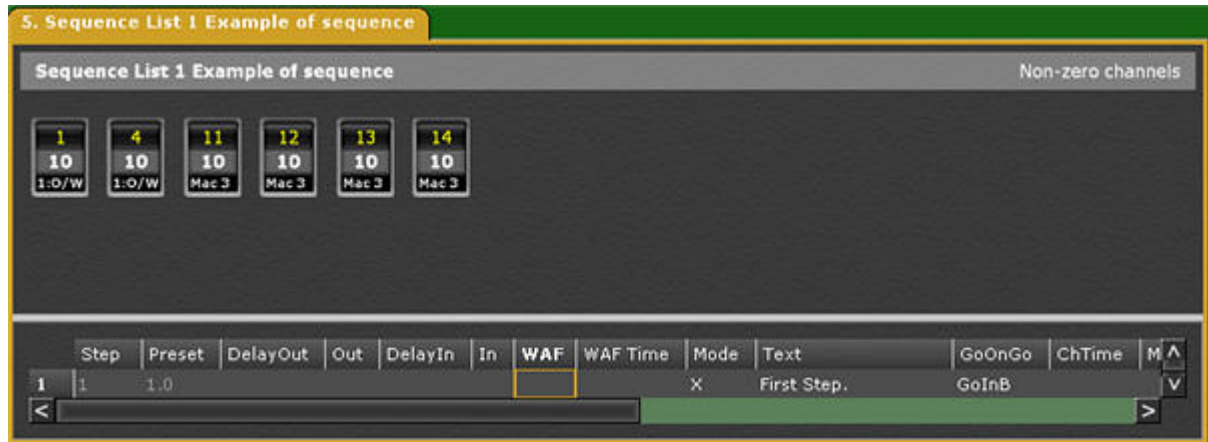 5. Sequence List 1 Example of sequence
Sequence List 1 Example of sequence Non-zero channels
1 4 11 12 13 14
10 10 10 10 10 10
1:O/W 1:O/W Mac 3 Mac 3 Mac 3 Mac 3
Step Preset DelayOut Out DelayIn In WAF WAF Time Mode Text GoOnGo ChTime M
1 1 1.0 X First Step. GoInB